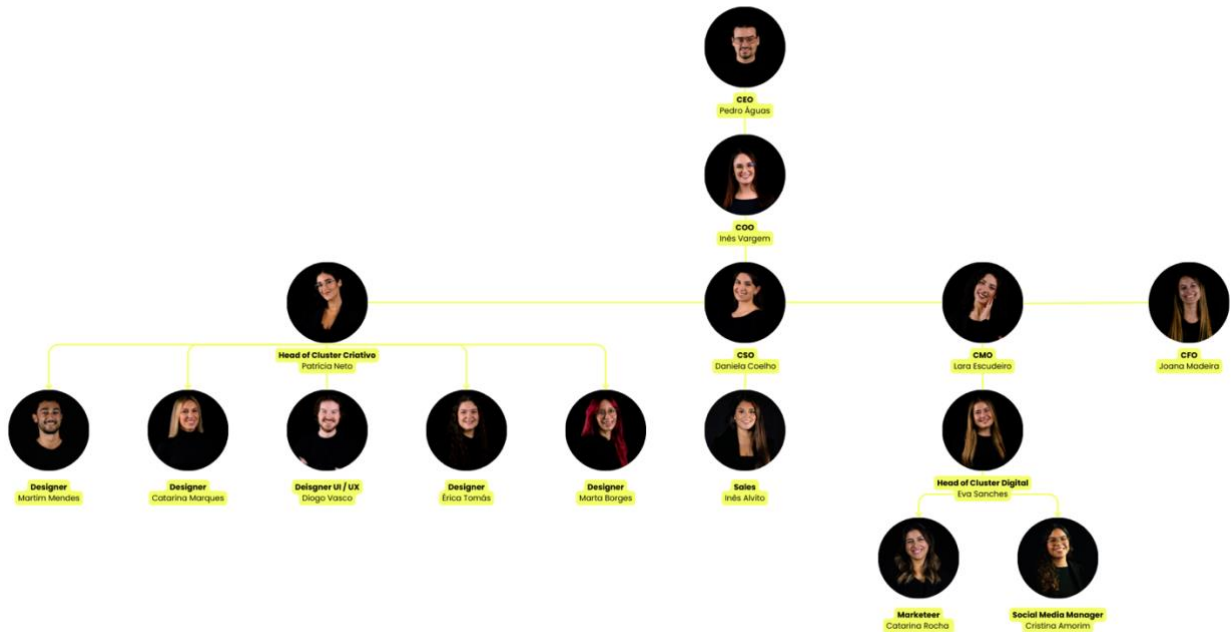 CEO
Pedro Águas
COO
Inês Vargem
Head of Cluster Criativo
Patrícia Neto
CSO
Daniela Coelho
CMO
Lara Escudeiro
CFO
Joana Madeira
Designer
Martim Mendes
Designer
Catarina Marques
Deisgner UI / UX
Diogo Vasco
Designer
Érica Tomás
Designer
Marta Borges
Sales
Inês Alvito
Head of Cluster Digital
Eva Sanches
Marketeer
Catarina Rocha
Social Media Manager
Cristina Amorim